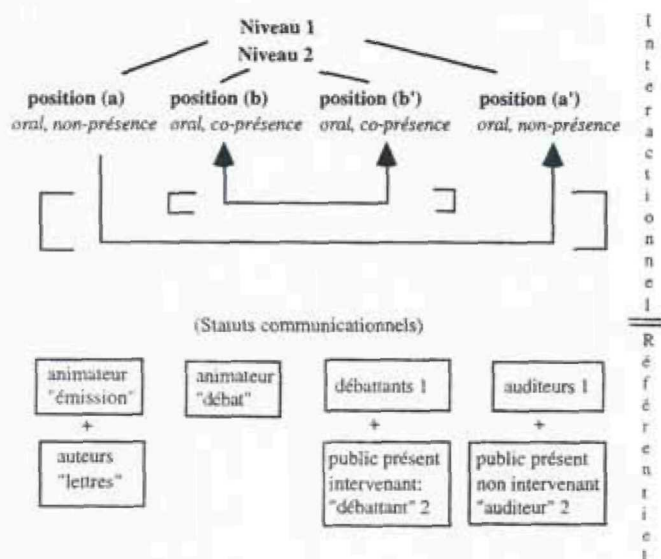 Niveau 1
Niveau 2
position (a) position (b) position (b') position (a')
oral, non-présence oral, co-présence oral, co-présence oral, non-présence
(Statuts communicationnels)
animateur
"émission"
+
auteurs
"lettres"
animateur
"débat"
débattants 1
+
public présent
intervenant:
"débattant" 2
auditeurs 1
+
public présent
non intervenant
"auditeur" 2
Interactionnel
Référentiel